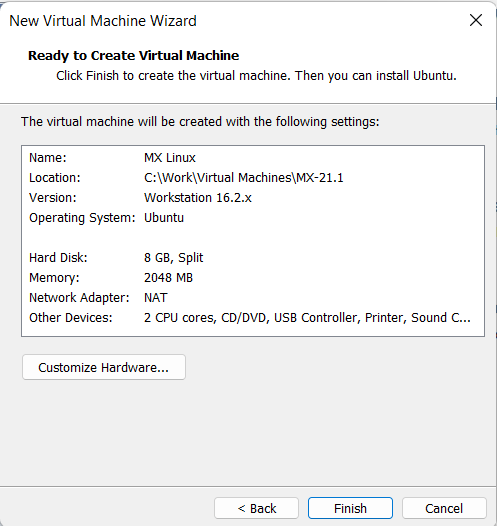 New Virtual Machine Wizard
Ready to Create Virtual Machine
Click Finish to create the virtual machine. Then you can install Ubuntu.
The virtual machine will be created with the following settings:
Name: MX Linux
Location: C:\Work\Virtual Machines\MX-21.1
Version: Workstation 16.2.x
Operating System: Ubuntu
Hard Disk: 8 GB, Split
Memory: 2048 MB
Network Adapter: NAT
Other Devices: 2 CPU cores, CD/DVD, USB Controller, Printer, Sound C...
Customize Hardware...
< Back Finish Cancel